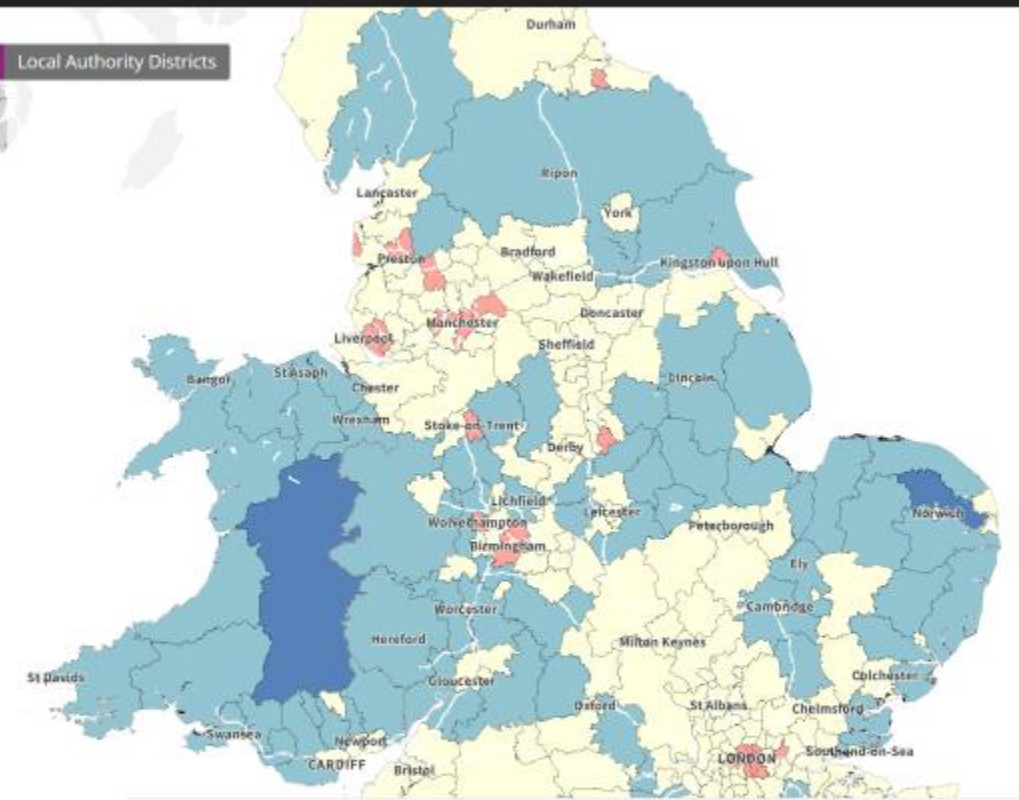 Durham
Local Authority Districts
Ripon
Lancaster
York
Bradford
Preston
Kingston upon Hull
Wakefield
Doncaster
Manchester
Liverpool
Sheffield
St Asaph
Bangor
Lincoln
Chester
Wrexham
Stoke-on-Trent
Derby
Lichfield
Leicester
Norwich
Wolverhampton
Peterborough
Birmingham
Ely
Cambridge
Worcester
Hereford
Milton Keynes
St Davids
Gloucester
Colchester
Oxford
St Albans
Chelmsford
Swansea
Newport
Southend-on-Sea
LONDON
CARDIFF
Bristol